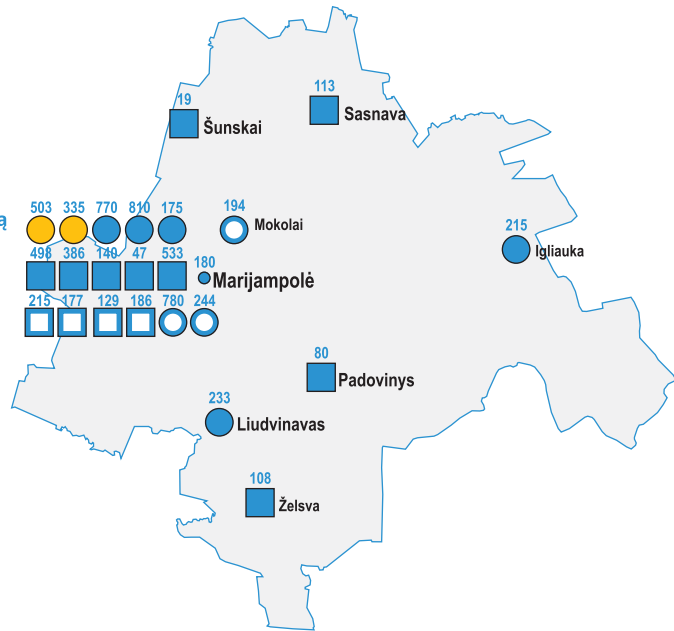 113
19
Sasnava
Šunskai
ą
503 335 770 810 175 194
Mokolai
215
Igliauka
498 386 140 47 533 180
Marijampolė
215 177 129 186 780 244
80
Padovinys
233
Liudvinavas
108
Želsva